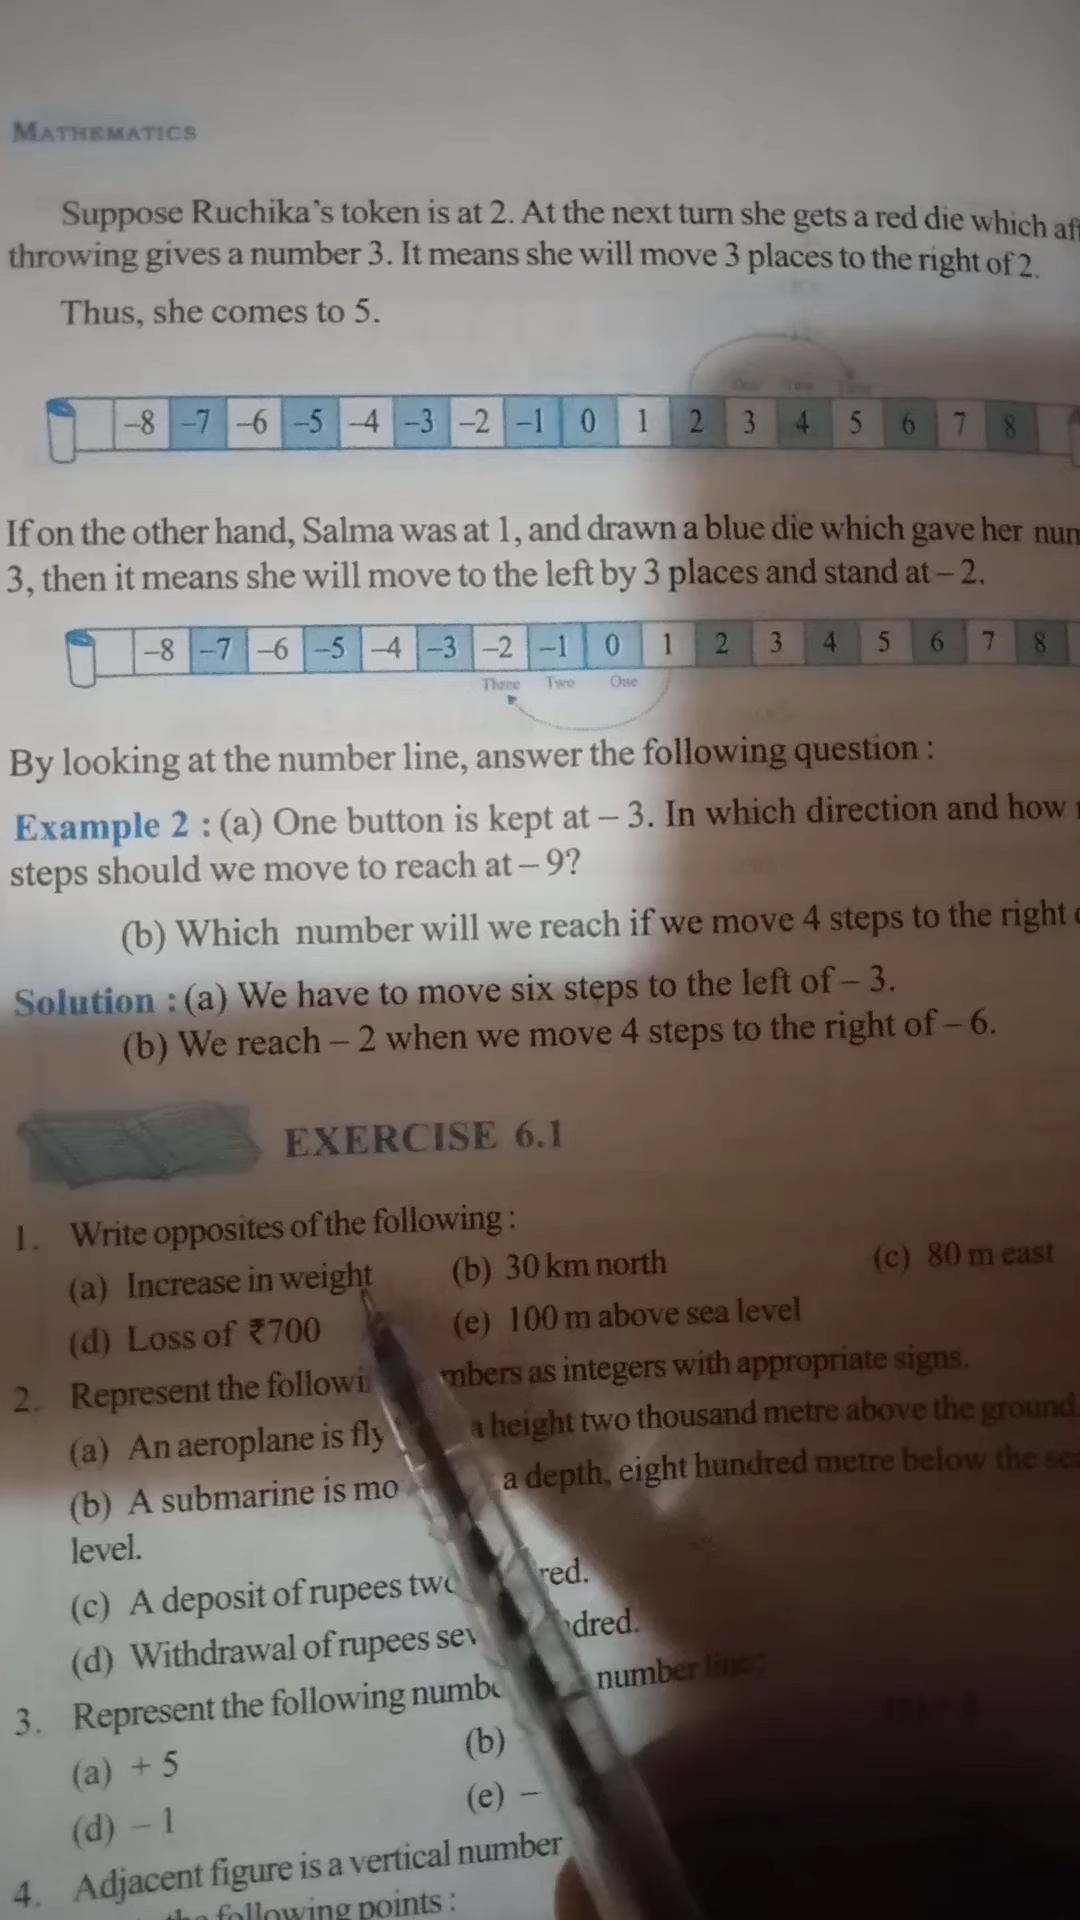 MATHEMATICS
Suppose Ruchika's token is at 2. At the next turn she gets a red die which
throwing gives a number 3. It means she will move 3 places to the right of 2.
Thus, she comes to 5.
One Two Three
–8 –7 –6 –5 –4 –3 –2 –1 0 1 2 3 4 5 6 7 8
If on the other hand, Salma was at 1, and drawn a blue die which gave her
3, then it means she will move to the left by 3 places and stand at – 2.
–8 –7 –6 –5 –4 –3 –2 –1 0 1 2 3 4 5 6 7 8
Three Two One
By looking at the number line, answer the following question :
Example 2 : (a) One button is kept at – 3. In which direction and how
steps should we move to reach at – 9?
(b) Which number will we reach if we move 4 steps to the right
Solution : (a) We have to move six steps to the left of – 3.
(b) We reach – 2 when we move 4 steps to the right of – 6.
EXERCISE 6.1
1. Write opposites of the following :
(a) Increase in weight (b) 30 km north (c) 80 m east
(d) Loss of ₹700 (e) 100 m above sea level
2. Represent the as integers with appropriate signs.
(a) An aeroplane is a height two thousand metre above the ground.
(b) A submarine is a depth, eight hundred metre below the
level.
(c) A deposit of rupees
(d) Withdrawal of rupees
3. Represent the following number line :
(a) + 5 (b)
(d) – 1 (e) –
4. Adjacent figure is a vertical number
following points :